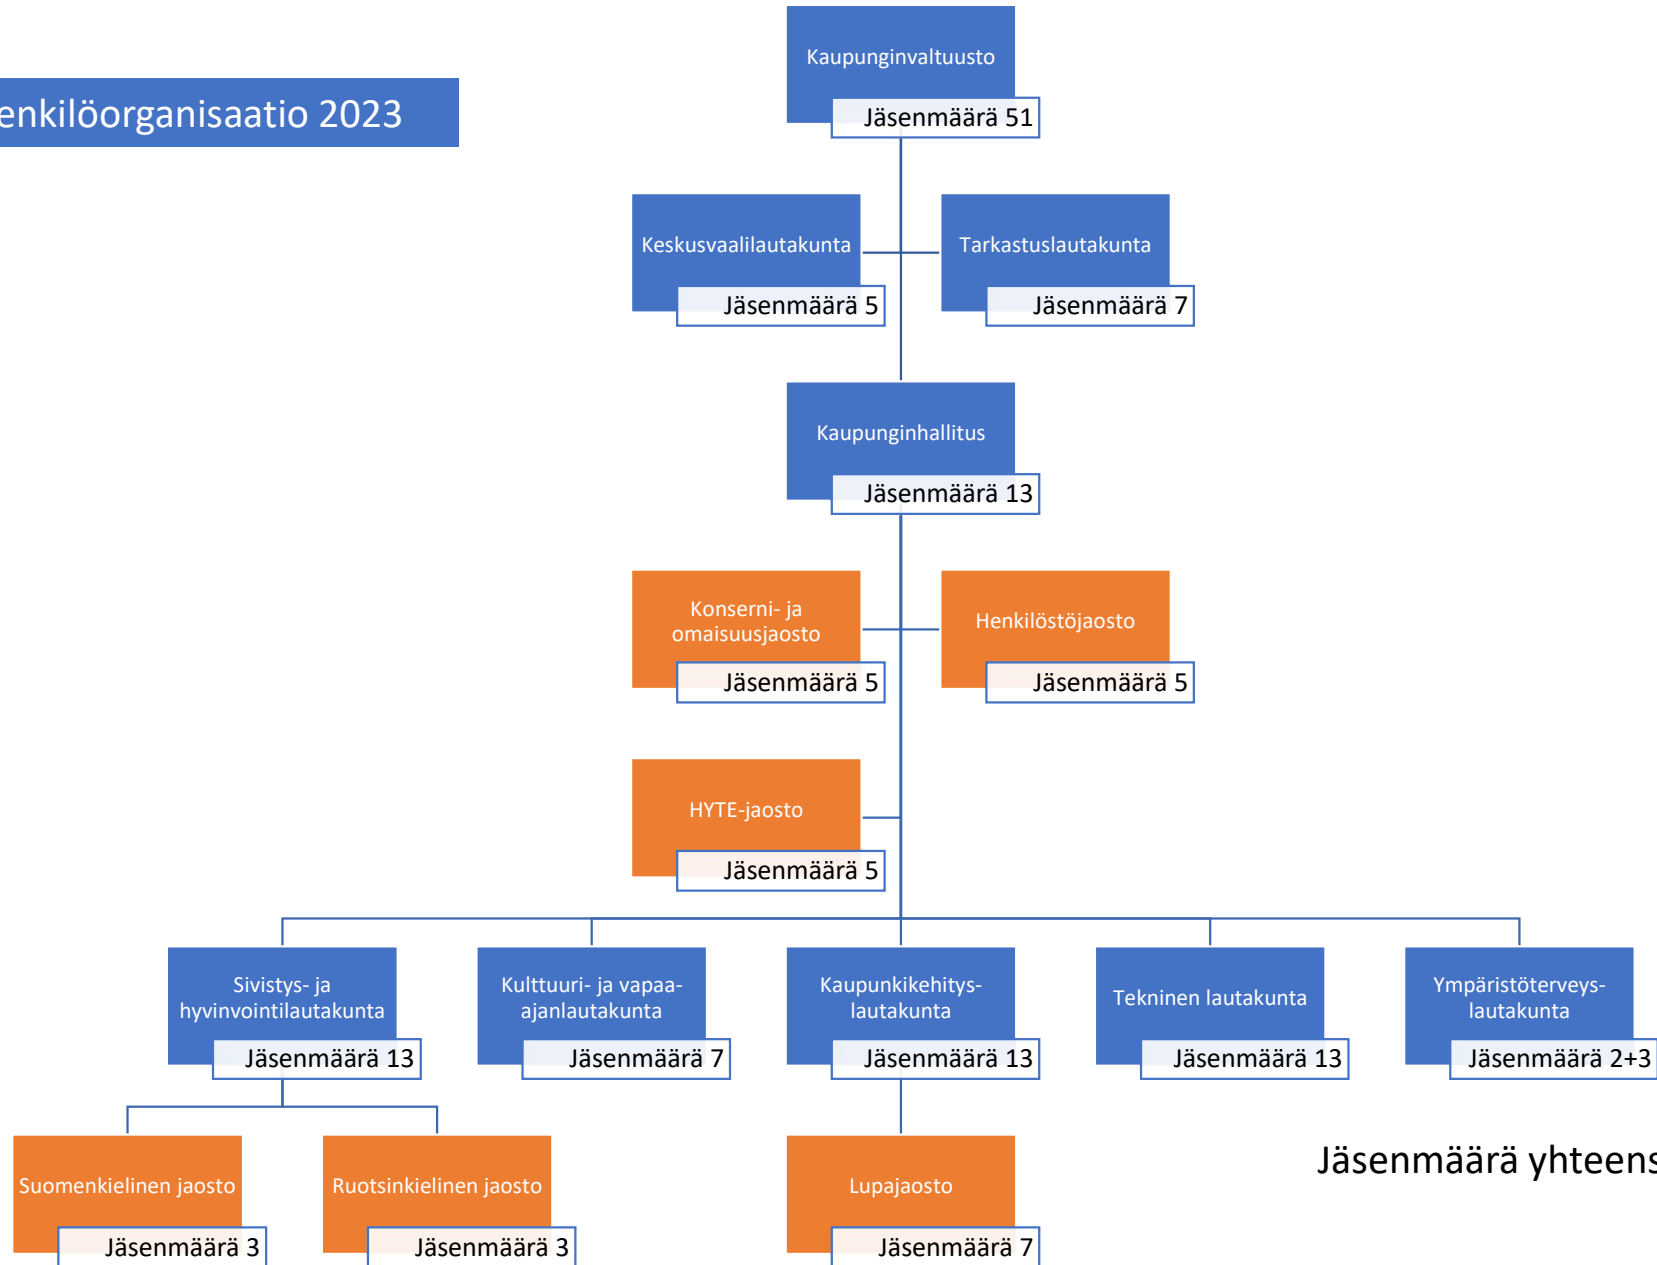 Kaupunginvaltuusto
Jäsenmäärä 51
enkilöorganisaatio 2023
Keskusvaalilautakunta
Jäsenmäärä 5
Tarkastuslautakunta
Jäsenmäärä 7
Kaupunginhallitus
Jäsenmäärä 13
Konserni- ja
omaisuusjaosto
Jäsenmäärä 5
Henkilöstöjaosto
Jäsenmäärä 5
HYTE-jaosto
Jäsenmäärä 5
Sivistys- ja
hyvinvointilautakunta
Jäsenmäärä 13
Kulttuuri- ja vapaa-
ajanlautakunta
Jäsenmäärä 7
Kaupunkikehitys-
lautakunta
Jäsenmäärä 13
Tekninen lautakunta
Jäsenmäärä 13
Ympäristöterveys-
lautakunta
Jäsenmäärä 2+3
Suomenkielinen jaosto
Jäsenmäärä 3
Ruotsinkielinen jaosto
Jäsenmäärä 3
Lupajaosto
Jäsenmäärä 7
Jäsenmäärä yhteens